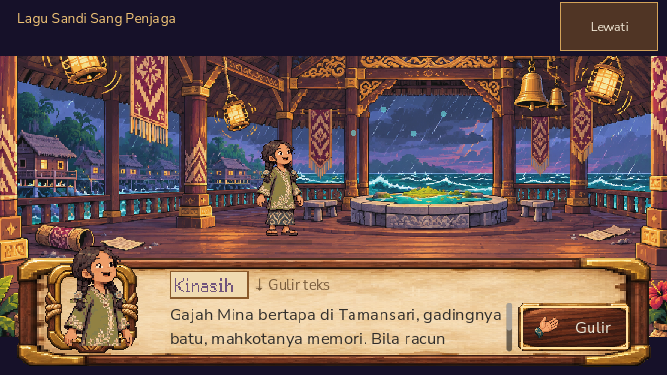 Lagu Sandi Sang Penjaga
Lewati
Kinasih
↓ Gulir teks
Gajah Mina bertapa di Tamansari, gadingnya
batu, mahkotanya memori. Bila racun
Gulir